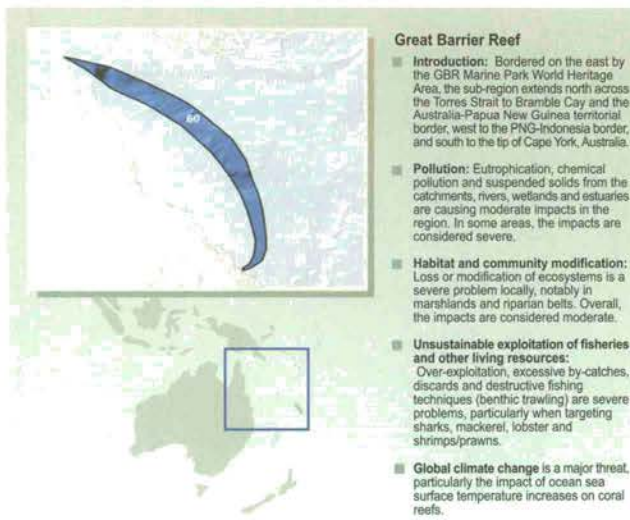 60
Great Barrier Reef
Introduction: Bordered on the east by
the GBR Marine Park World Heritage
Area, the sub-region extends north across
the Torres Strait to Bramble Cay and the
Australia-Papua New Guinea territorial
border, west to the PNG-Indonesia border,
and south to the tip of Cape York, Australia.
Pollution: Eutrophication, chemical
pollution and suspended solids from the
catchments, rivers, wetlands and estuaries
are causing moderate impacts in the
region. In some areas, the impacts are
considered severe.
Habitat and community modification:
Loss or modification of ecosystems is a
severe problem locally, notably in
marshlands and riparian belts. Overall,
the impacts are considered moderate.
Unsustainable exploitation of fisheries
and other living resources:
Over-exploitation, excessive by-catches,
discards and destructive fishing
techniques (benthic trawling) are severe
problems, particularly when targeting
sharks, mackerel, lobster and
shrimps/prawns.
Global climate change is a major threat,
particularly the impact of ocean sea
surface temperature increases on coral
reefs.